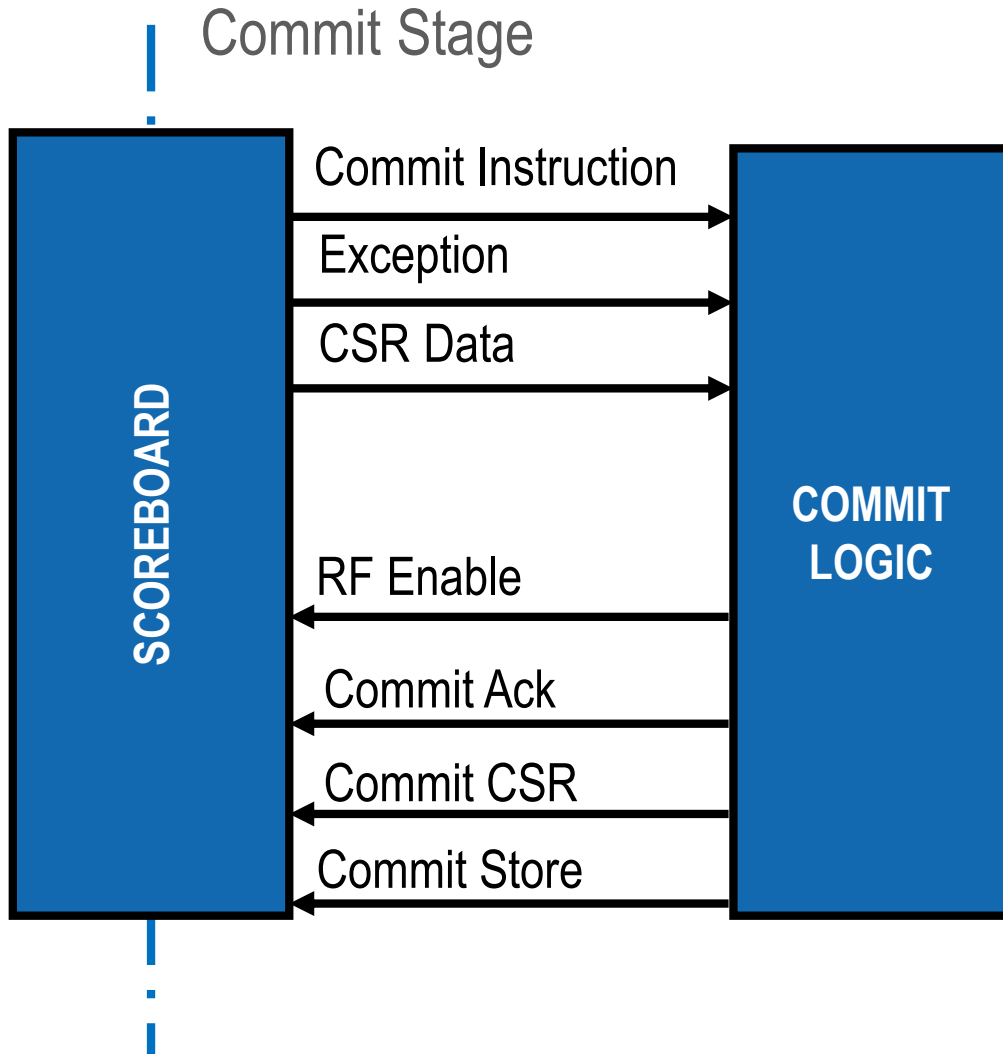 Commit Stage
Commit Instruction
Exception
CSR Data
SCOREBOARD
COMMIT
LOGIC
RF Enable
Commit Ack
Commit CSR
Commit Store